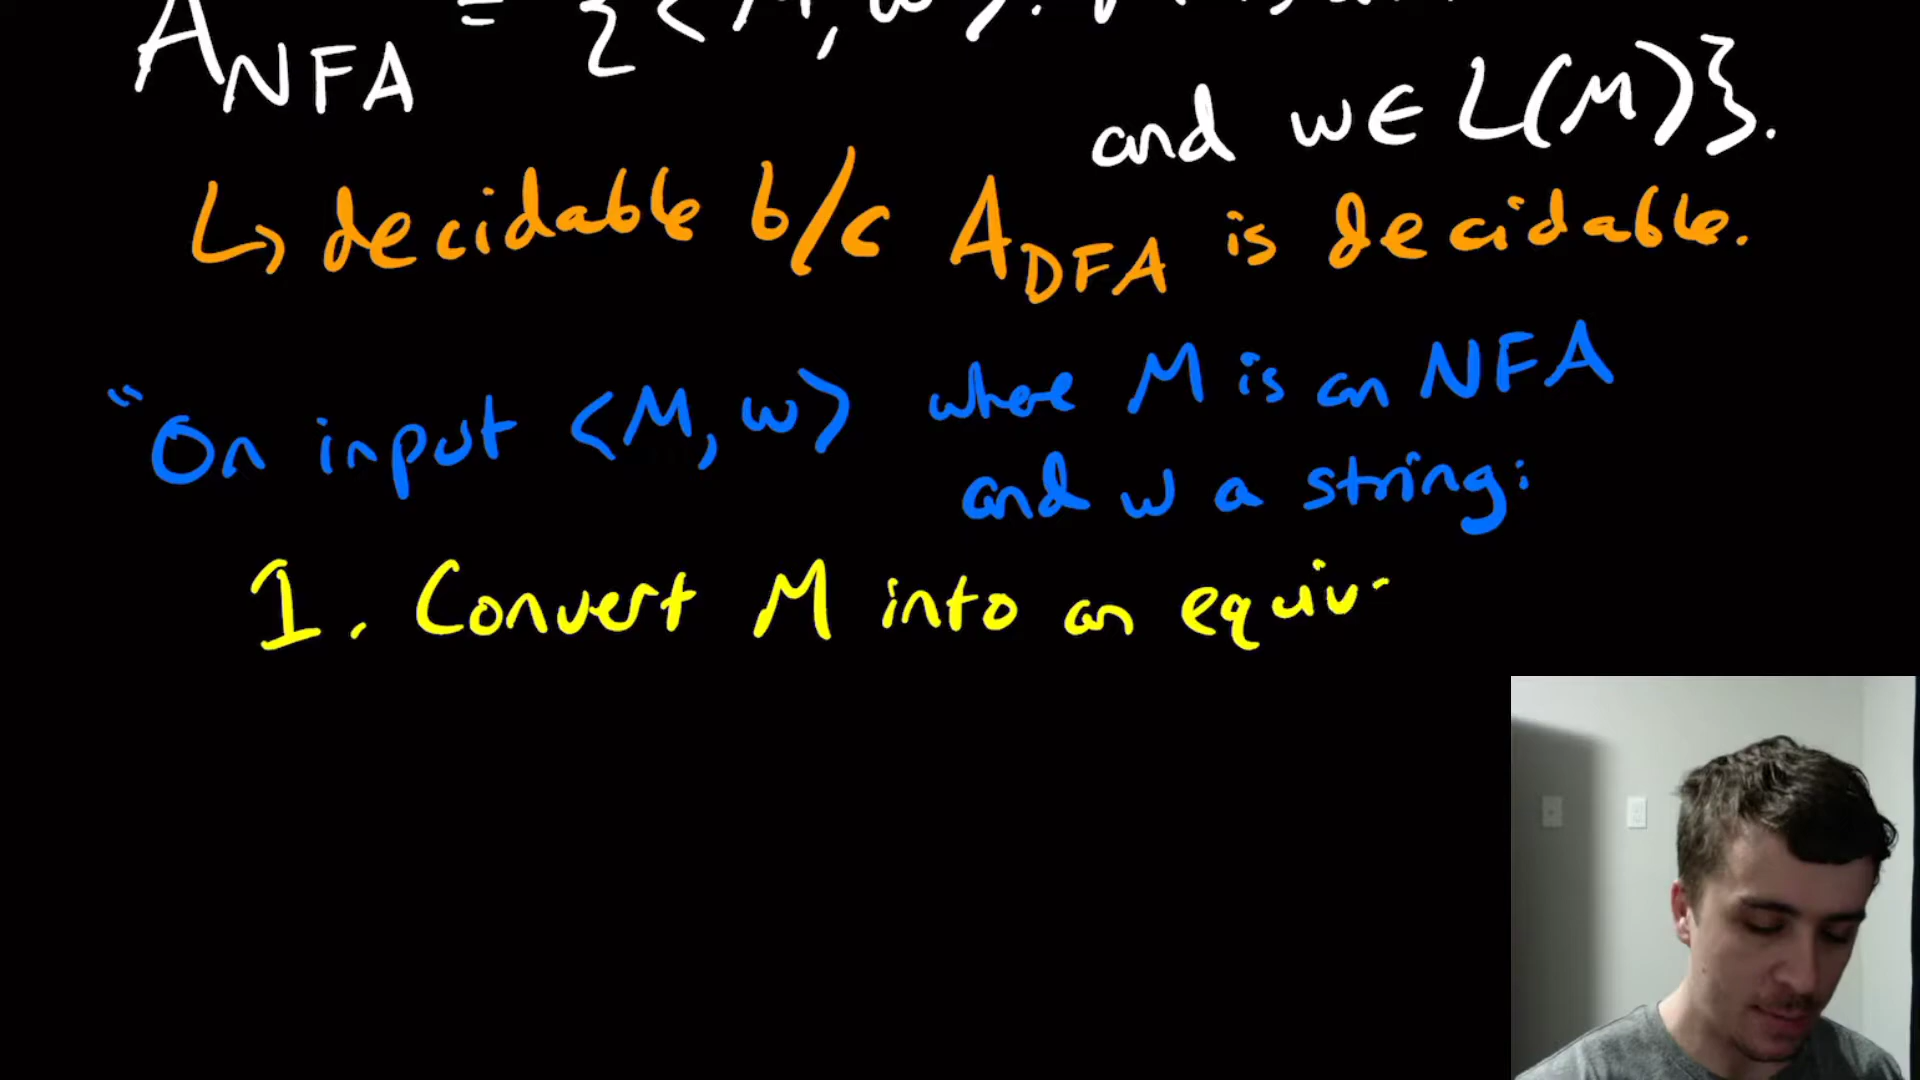 A_NFA = {<M, w>:
and w ∈ L(M)}.
↳ decidable b/c A_DFA is decidable.
"On input <M, w> where M is an NFA
and w a string:
1. Convert M into an equiv